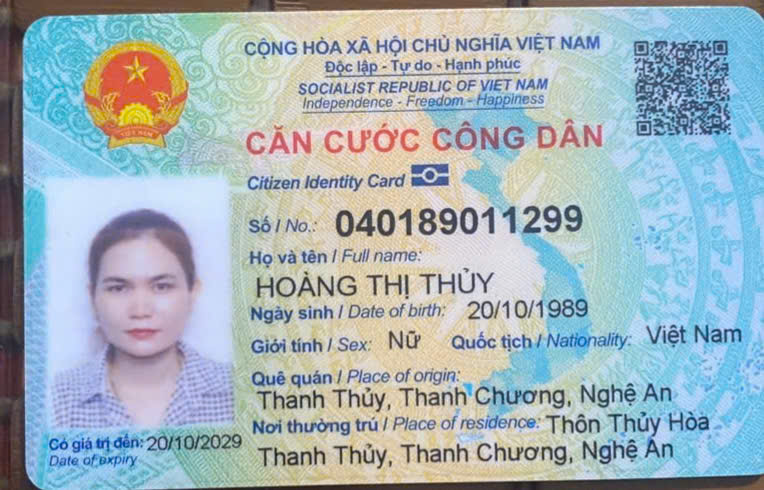 CỘNG HÒA XÃ HỘI CHỦ NGHĨA VIỆT NAM
Độc lập - Tự do - Hạnh phúc
SOCIALIST REPUBLIC OF VIET NAM
Independence - Freedom - Happiness
CĂN CƯỚC CÔNG DÂN
Citizen Identity Card
Số / No.: 040189011299
Họ và tên / Full name:
HOÀNG THỊ THỦY
Ngày sinh / Date of birth: 20/10/1989
Giới tính / Sex: Nữ Quốc tịch / Nationality: Việt Nam
Quê quán / Place of origin:
Thanh Thủy, Thanh Chương, Nghệ An
Nơi thường trú / Place of residence: Thôn Thủy Hòa
Thanh Thủy, Thanh Chương, Nghệ An
Có giá trị đến: 20/10/2029
Date of expiry
VIỆT NAM